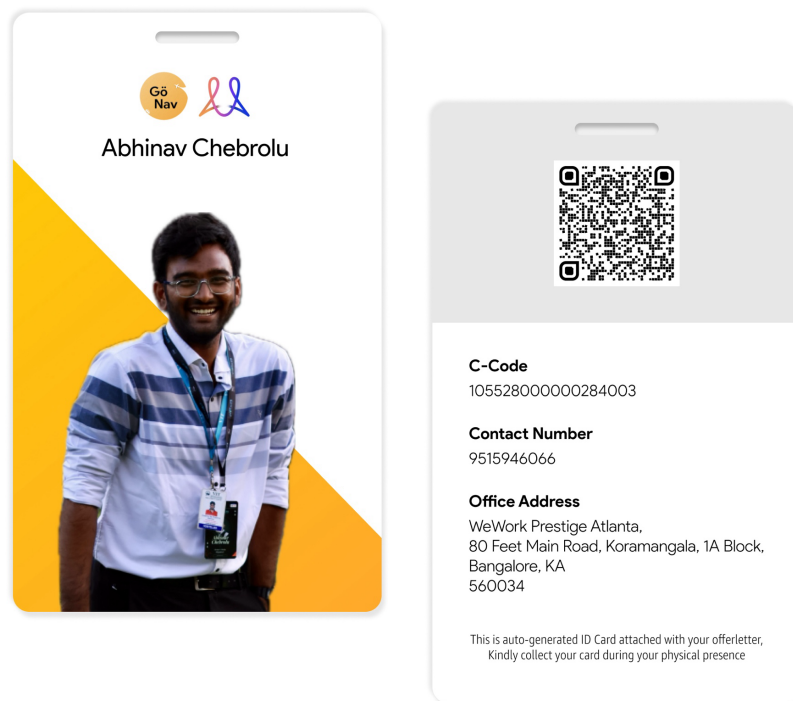 Gö
Nav
Abhinav Chebrolu
Abhinav
Chebrolu
C-Code
105528000000284003
Contact Number
9515946066
Office Address
WeWork Prestige Atlanta,
80 Feet Main Road, Koramangala, 1A Block,
Bangalore, KA
560034
This is auto-generated ID Card attached with your offerletter,
Kindly collect your card during your physical presence